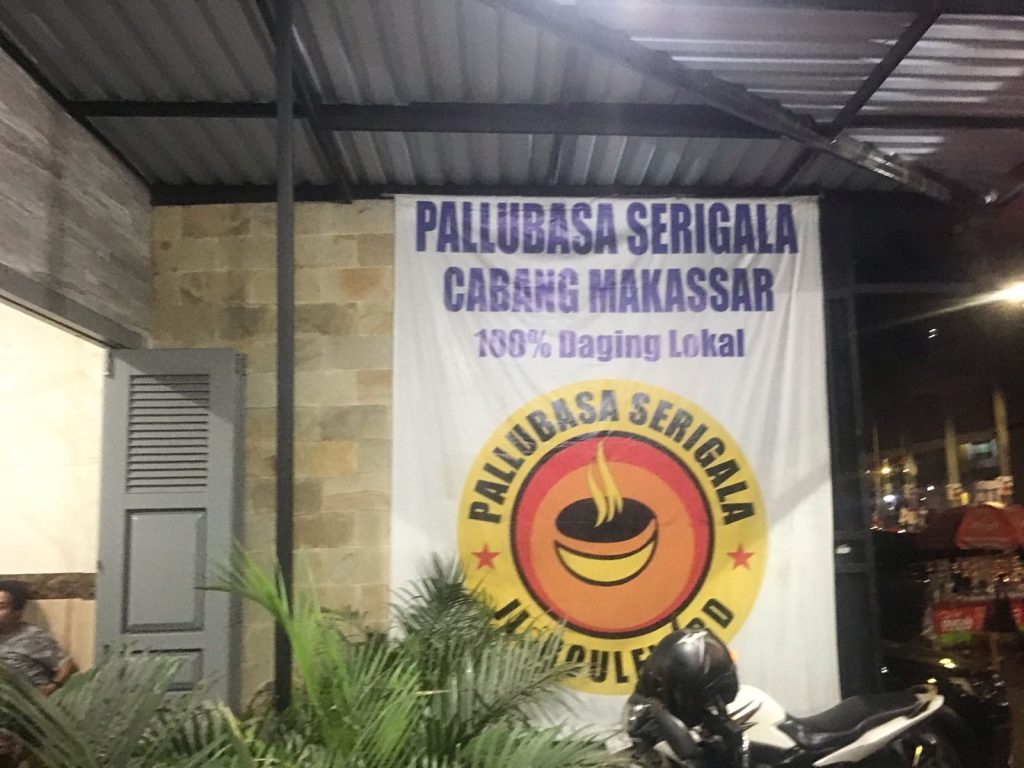 PALLUBASA SERIGALA
CABANG MAKASSAR
100% Daging Lokal
PALLUBASA SERIGALA